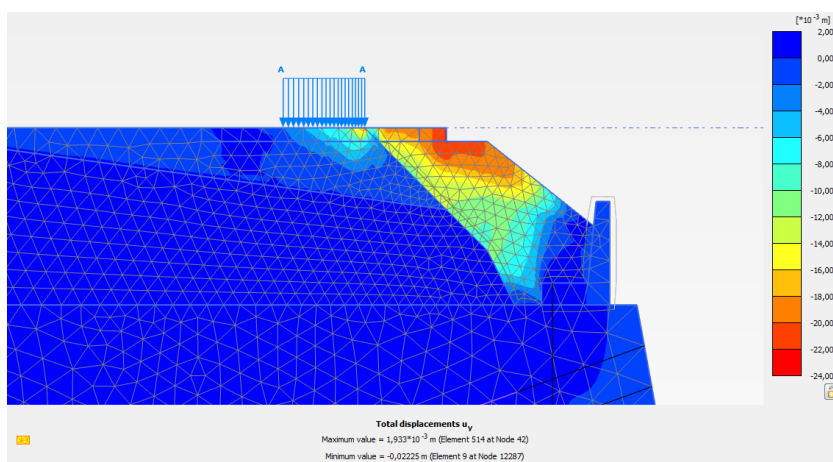 [*10⁻³ m]
2,00
0,00
-2,00
-4,00
-6,00
-8,00
-10,00
-12,00
-14,00
-16,00
-18,00
-20,00
-22,00
-24,00
A A
Total displacements uᵧ
Maximum value = 1,933*10⁻³ m (Element 514 at Node 42)
Minimum value = -0,02225 m (Element 9 at Node 12287)